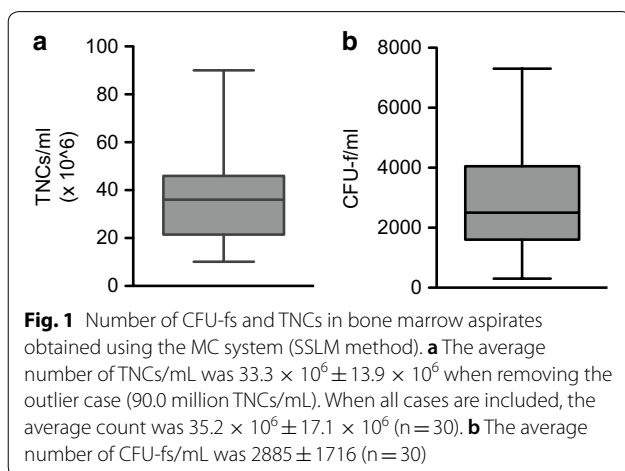 a
b
100
80
60
40
20
0
TNCs/ml
(x 10^6)
8000
6000
4000
2000
0
CFU-f/ml
Fig. 1 Number of CFU-fs and TNCs in bone marrow aspirates
obtained using the MC system (SSLM method). a The average
number of TNCs/mL was 33.3 × 10⁶ ± 13.9 × 10⁶ when removing the
outlier case (90.0 million TNCs/mL). When all cases are included, the
average count was 35.2 × 10⁶ ± 17.1 × 10⁶ (n = 30). b The average
number of CFU-fs/mL was 2885 ± 1716 (n = 30)